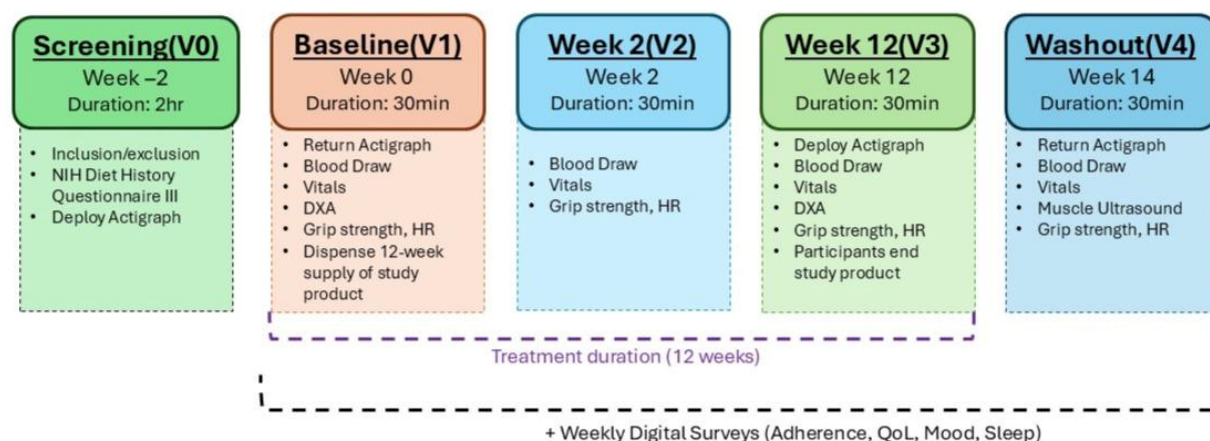 Screening(V0)
Week –2
Duration: 2hr
• Inclusion/exclusion
• NIH Diet History
Questionnaire III
• Deploy Actigraph
Baseline(V1)
Week 0
Duration: 30min
• Return Actigraph
• Blood Draw
• Vitals
• DXA
• Grip strength, HR
• Dispense 12-week
supply of study
product
Week 2(V2)
Week 2
Duration: 30min
• Blood Draw
• Vitals
• Grip strength, HR
Week 12(V3)
Week 12
Duration: 30min
• Deploy Actigraph
• Blood Draw
• Vitals
• DXA
• Grip strength, HR
• Participants end
study product
Washout(V4)
Week 14
Duration: 30min
• Return Actigraph
• Blood Draw
• Vitals
• Muscle Ultrasound
• Grip strength, HR
Treatment duration (12 weeks)
+ Weekly Digital Surveys (Adherence, QoL, Mood, Sleep)